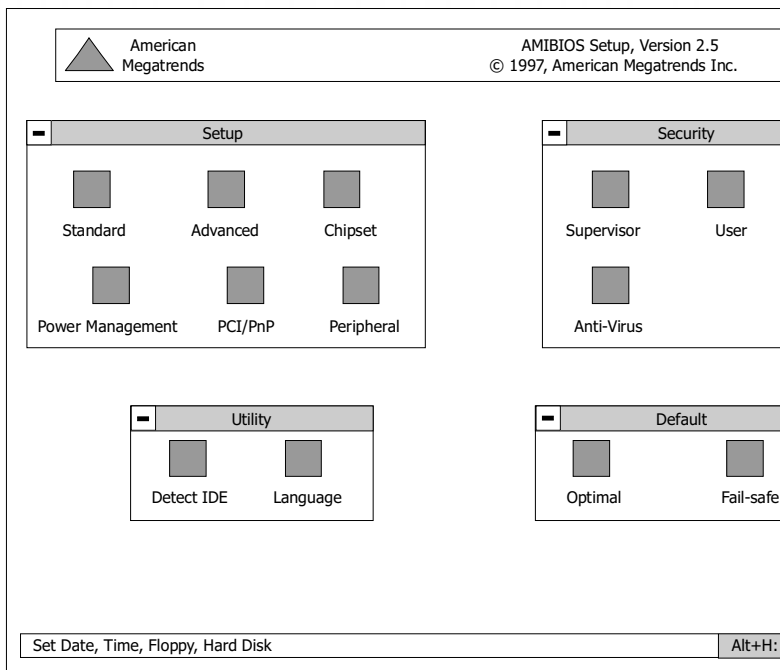 American
Megatrends
AMIBIOS Setup, Version 2.5
© 1997, American Megatrends Inc.
Setup
Standard
Advanced
Chipset
Power Management
PCI/PnP
Peripheral
Security
Supervisor
User
Anti-Virus
Utility
Detect IDE
Language
Default
Optimal
Fail-safe
Set Date, Time, Floppy, Hard Disk
Alt+H: